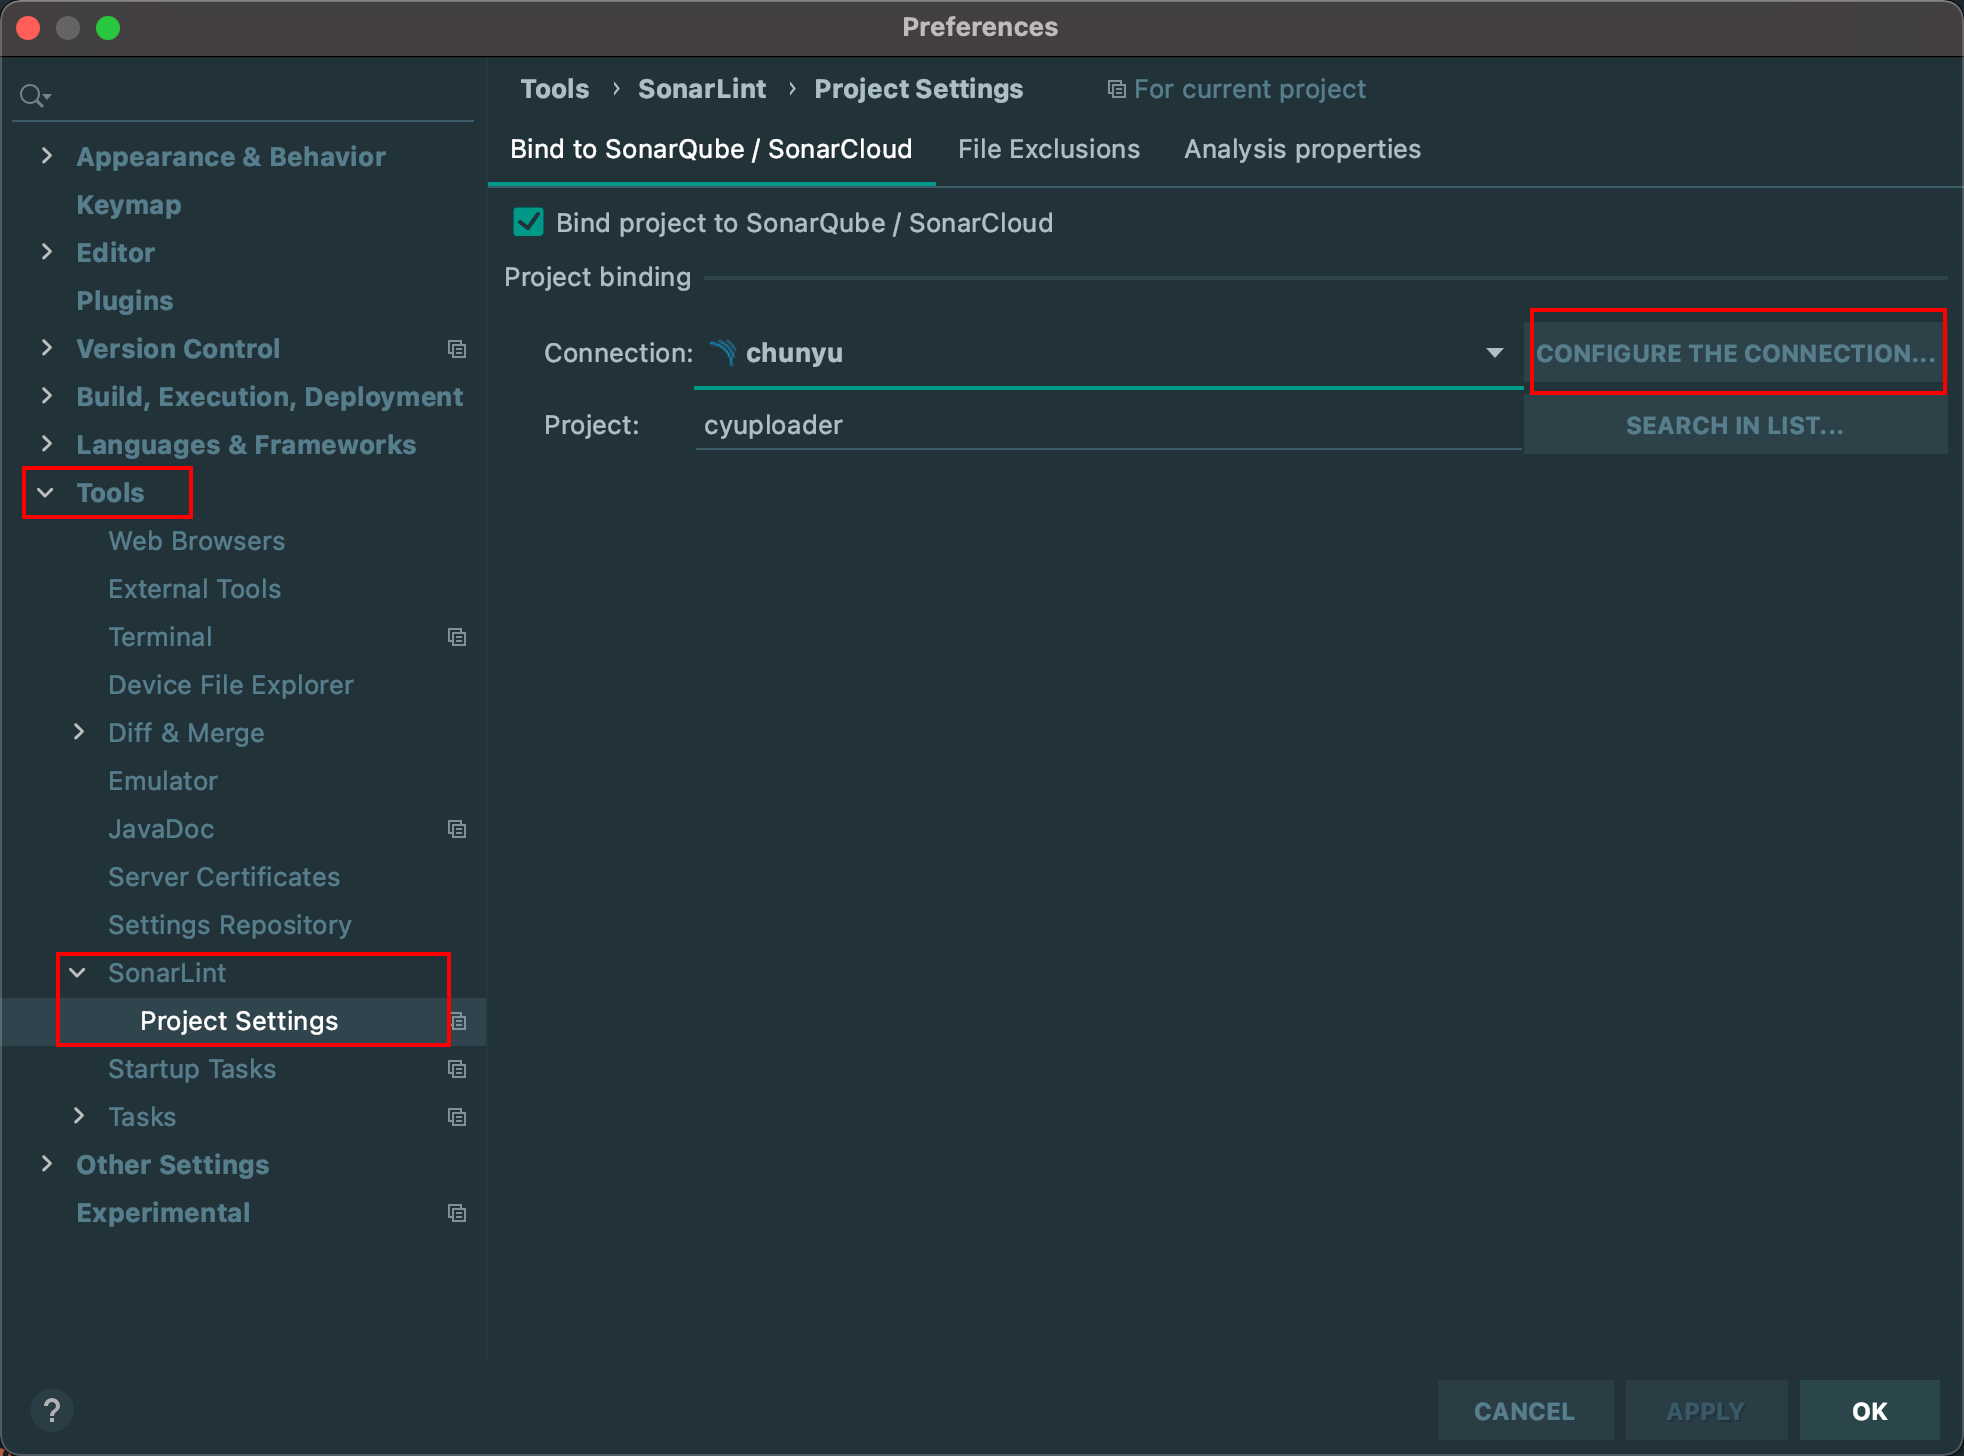 Preferences
Tools › SonarLint › Project Settings For current project
Bind to SonarQube / SonarCloud File Exclusions Analysis properties
Appearance & Behavior
Keymap
Editor
Plugins
Version Control
Build, Execution, Deployment
Languages & Frameworks
Tools
Web Browsers
External Tools
Terminal
Device File Explorer
Diff & Merge
Emulator
JavaDoc
Server Certificates
Settings Repository
SonarLint
Project Settings
Startup Tasks
Tasks
Other Settings
Experimental
Bind project to SonarQube / SonarCloud
Project binding
Connection: chunyu CONFIGURE THE CONNECTION...
Project: cyuploader SEARCH IN LIST...
? CANCEL APPLY OK